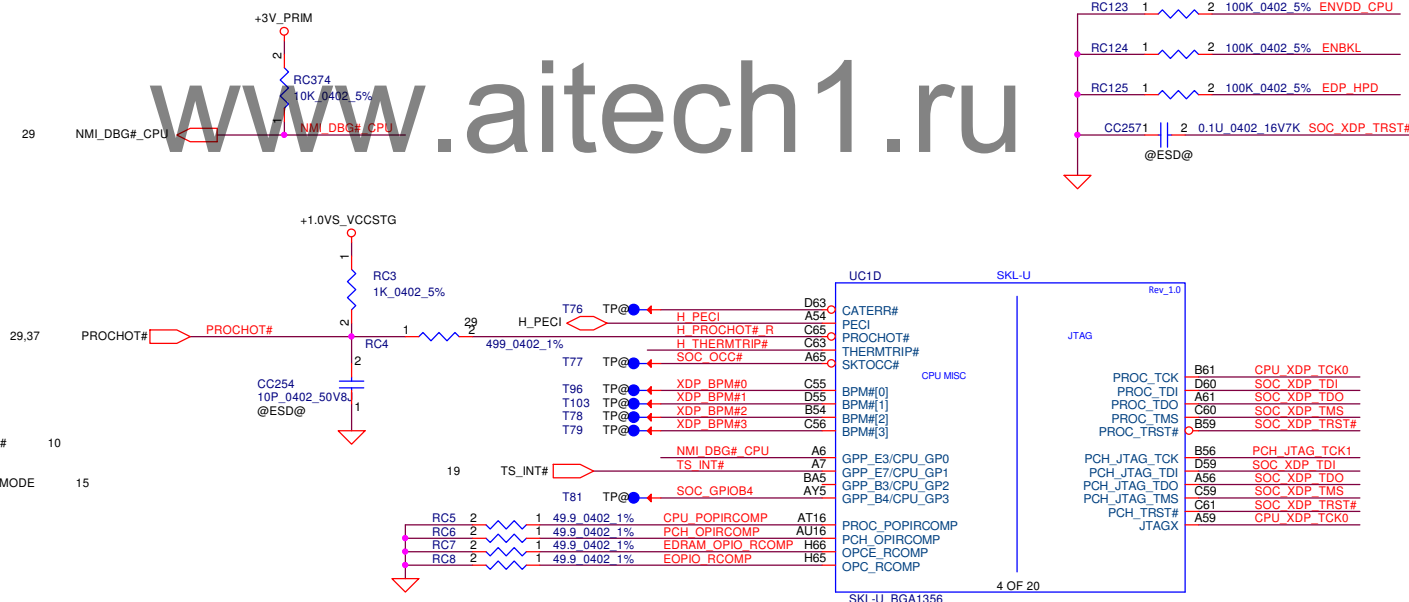 www.aitech1.ru
+3V_PRIM
2
RC374
10K_0402_5%
1
29 NMI_DBG#_CPU NMI_DBG#_CPU
RC123 1 2 100K_0402_5% ENVDD_CPU
RC124 1 2 100K_0402_5% ENBKL
RC125 1 2 100K_0402_5% EDP_HPD
CC2571 2 0.1U_0402_16V7K SOC_XDP_TRST#
@ESD@
+1.0VS_VCCSTG
1
RC3
1K_0402_5%
2
29,37 PROCHOT# PROCHOT#
1 2
RC4 499_0402_1%
2
CC254
10P_0402_50V8J
1
@ESD@
# 10
MODE 15
UC1D SKL-U
Rev_1.0
T76 TP@ D63 CATERR#
29 H_PECI H_PECI A54 PECI
H_PROCHOT#_R C65 PROCHOT#
H_THERMTRIP# C63 THERMTRIP#
T77 TP@ SOC_OCC# A65 SKTOCC#
CPU MISC
JTAG
T96 TP@ XDP_BPM#0 C55 BPM#[0]
T103 TP@ XDP_BPM#1 D55 BPM#[1]
T78 TP@ XDP_BPM#2 B54 BPM#[2]
T79 TP@ XDP_BPM#3 C56 BPM#[3]
NMI_DBG#_CPU A6 GPP_E3/CPU_GP0
19 TS_INT# TS_INT# A7 GPP_E7/CPU_GP1
BA5 GPP_B3/CPU_GP2
T81 TP@ SOC_GPIOB4 AY5 GPP_B4/CPU_GP3
RC5 2 1 49.9_0402_1% CPU_POPIRCOMP AT16 PROC_POPIRCOMP
RC6 2 1 49.9_0402_1% PCH_OPIRCOMP AU16 PCH_OPIRCOMP
RC7 2 1 49.9_0402_1% EDRAM_OPIO_RCOMP H66 OPCE_RCOMP
RC8 2 1 49.9_0402_1% EOPIO_RCOMP H65 OPC_RCOMP
PROC_TCK B61 CPU_XDP_TCK0
PROC_TDI D60 SOC_XDP_TDI
PROC_TDO A61 SOC_XDP_TDO
PROC_TMS C60 SOC_XDP_TMS
PROC_TRST# B59 SOC_XDP_TRST#
PCH_JTAG_TCK B56 PCH_JTAG_TCK1
PCH_JTAG_TDI D59 SOC_XDP_TDI
PCH_JTAG_TDO A56 SOC_XDP_TDO
PCH_JTAG_TMS C59 SOC_XDP_TMS
PCH_TRST# C61 SOC_XDP_TRST#
JTAGX A59 CPU_XDP_TCK0
4 OF 20
SKL-U_BGA1356